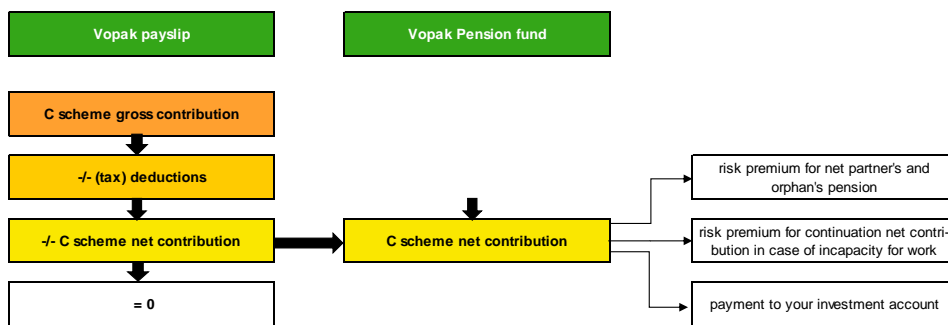 Vopak payslip
Vopak Pension fund
C scheme gross contribution
-/- (tax) deductions
risk premium for net partner's and
orphan's pension
-/- C scheme net contribution
C scheme net contribution
risk premium for continuation net contri-
bution in case of incapacity for work
= 0
payment to your investment account